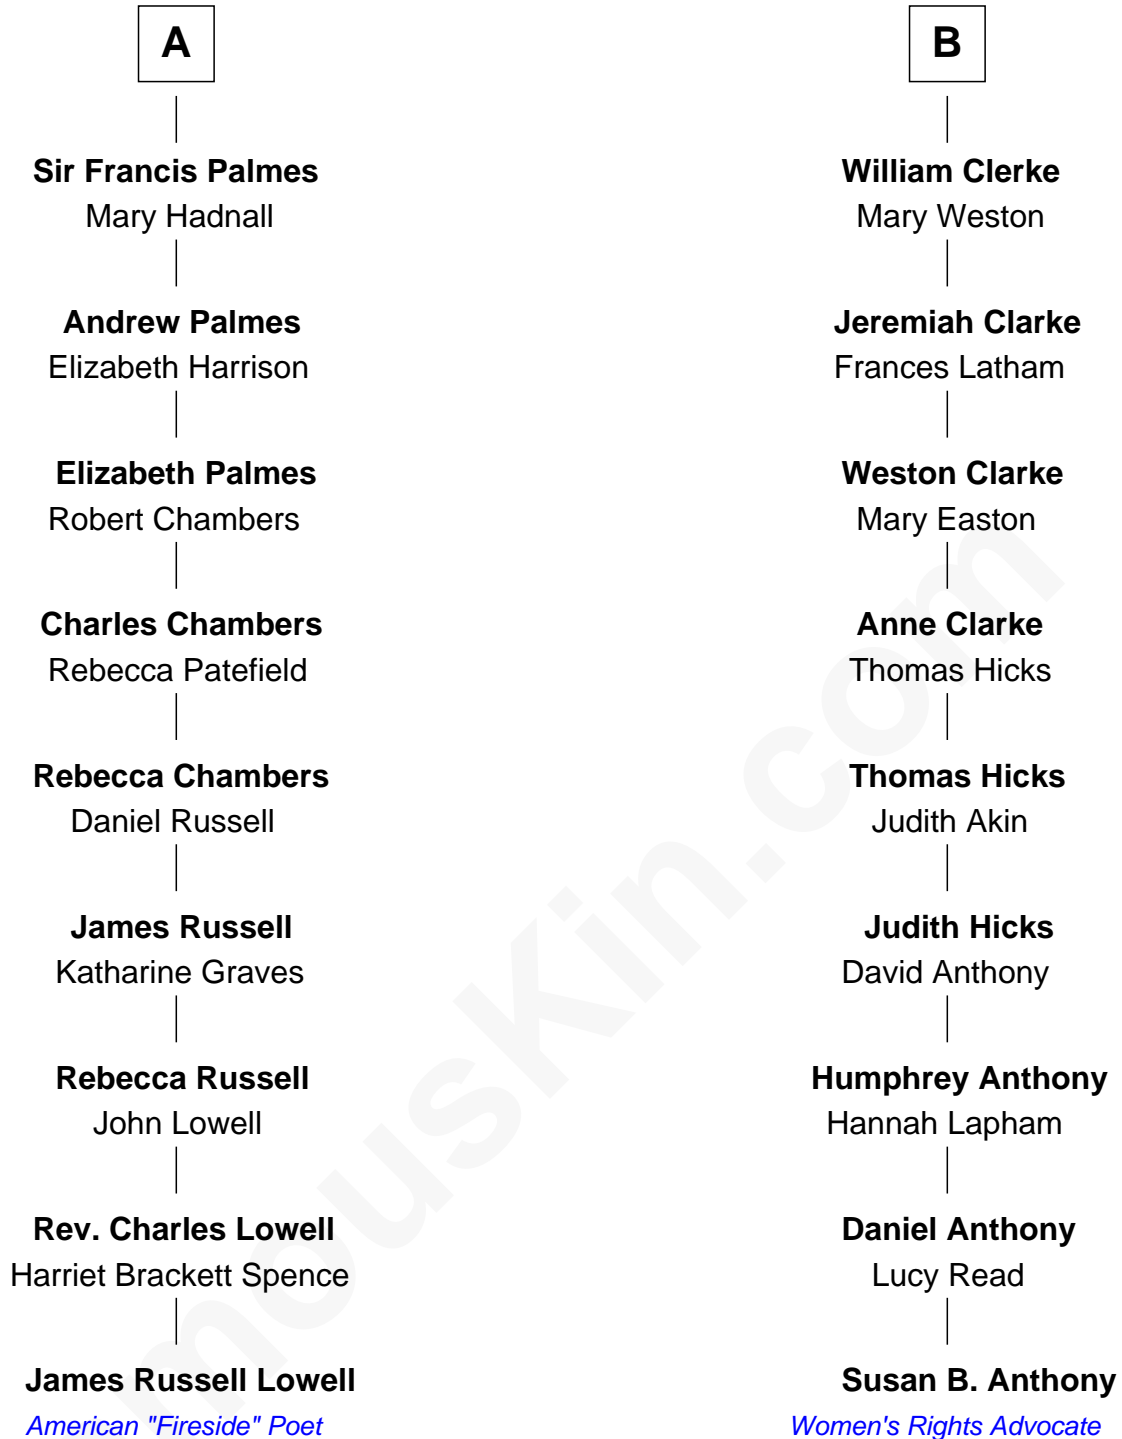 A
Sir Francis Palmes
Mary Hadnall
Andrew Palmes
Elizabeth Harrison
Elizabeth Palmes
Robert Chambers
Charles Chambers
Rebecca Patefield
Rebecca Chambers
Daniel Russell
James Russell
Katharine Graves
Rebecca Russell
John Lowell
Rev. Charles Lowell
Harriet Brackett Spence
James Russell Lowell
American "Fireside" Poet
B
William Clerke
Mary Weston
Jeremiah Clarke
Frances Latham
Weston Clarke
Mary Easton
Anne Clarke
Thomas Hicks
Thomas Hicks
Judith Akin
Judith Hicks
David Anthony
Humphrey Anthony
Hannah Lapham
Daniel Anthony
Lucy Read
Susan B. Anthony
Women's Rights Advocate
mousKin.com